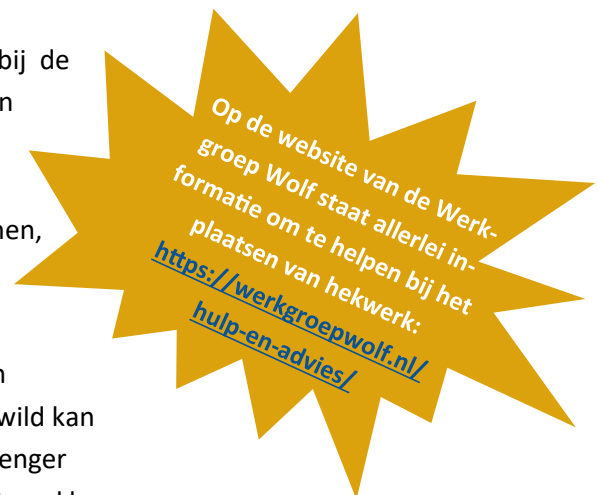 bij de
n
nen,
n
wild kan
enger
Op de website van de Werk-
groep Wolf staat allerlei in-
formatie om te helpen bij het
plaatsen van hekwerk:
https://werkgroepwolf.nl/
hulp-en-advies/